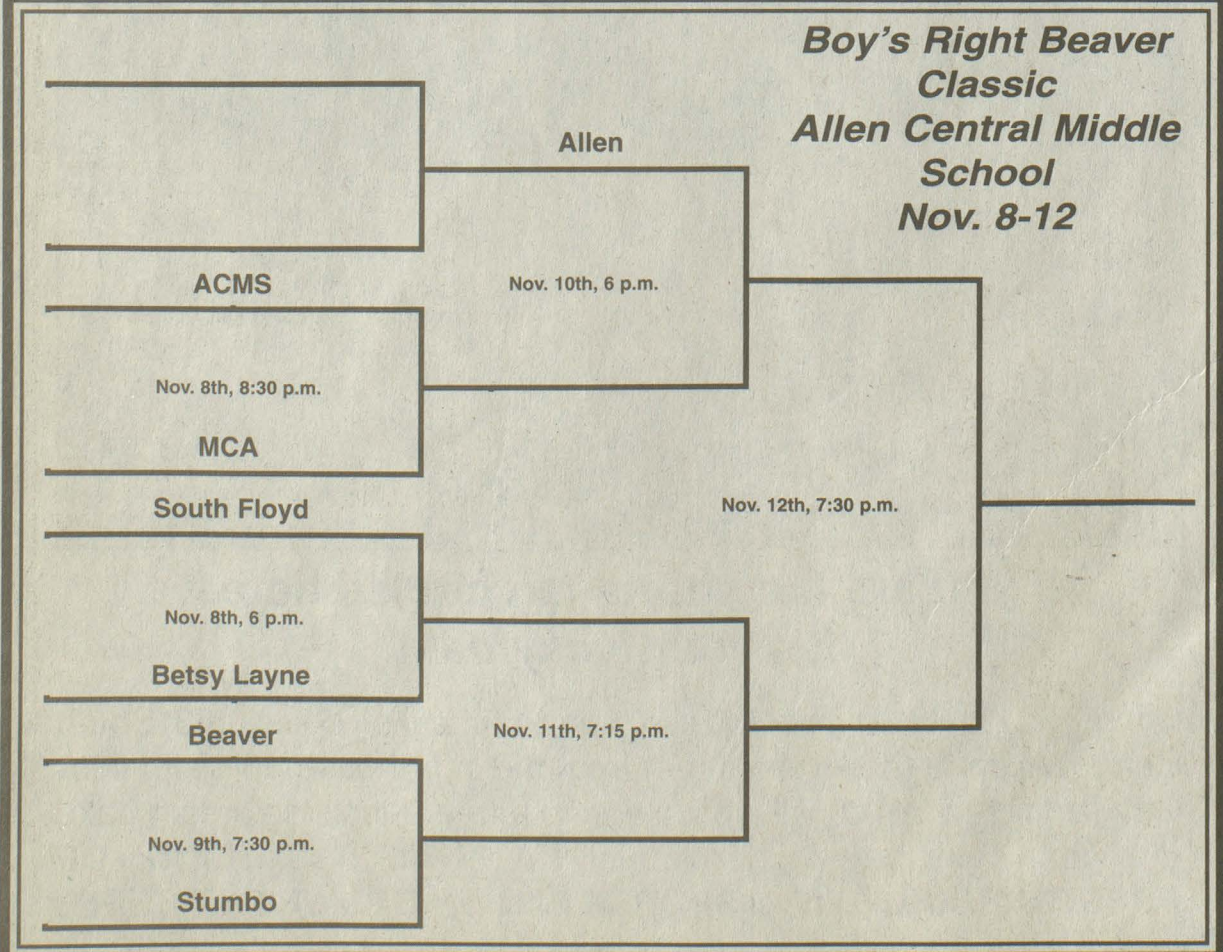 Boy's Right Beaver
Classic
Allen Central Middle
School
Nov. 8-12
Allen
ACMS
Nov. 10th, 6 p.m.
Nov. 8th, 8:30 p.m.
MCA
South Floyd
Nov. 12th, 7:30 p.m.
Nov. 8th, 6 p.m.
Betsy Layne
Beaver
Nov. 11th, 7:15 p.m.
Nov. 9th, 7:30 p.m.
Stumbo